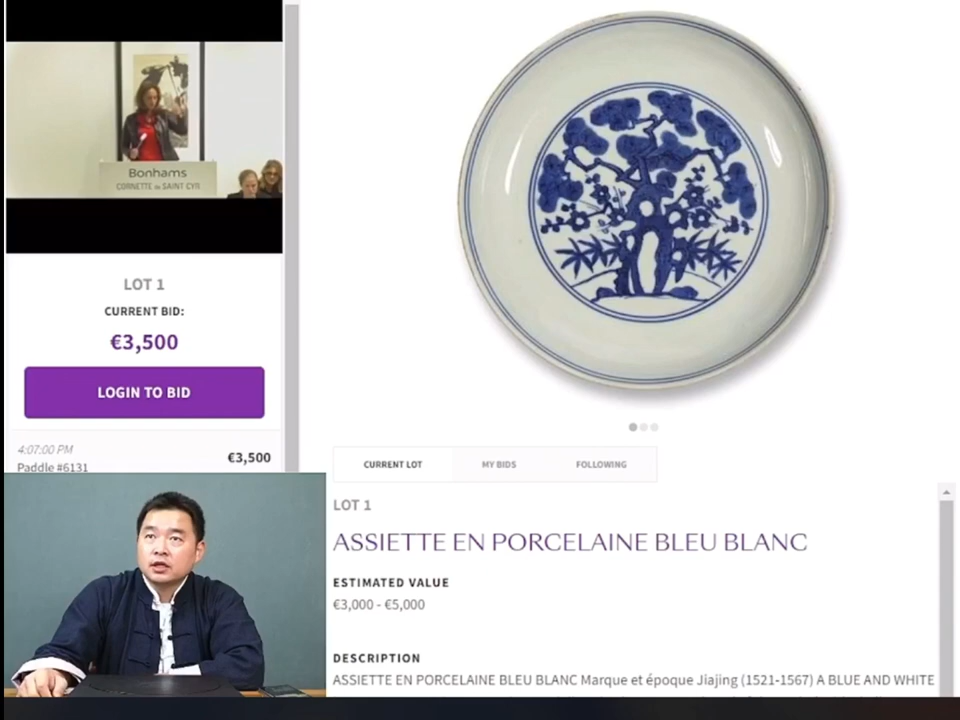 Bonhams
CORNETTE de SAINT CYR
LOT 1
CURRENT BID:
€3,500
LOGIN TO BID
4:07:00 PM
€3,500
Paddle #6131
CURRENT LOT
MY BIDS
FOLLOWING
LOT 1
ASSIETTE EN PORCELAINE BLEU BLANC
ESTIMATED VALUE
€3,000 - €5,000
DESCRIPTION
ASSIETTE EN PORCELAINE BLEU BLANC Marque et époque Jiajing (1521-1567) A BLUE AND WHITE